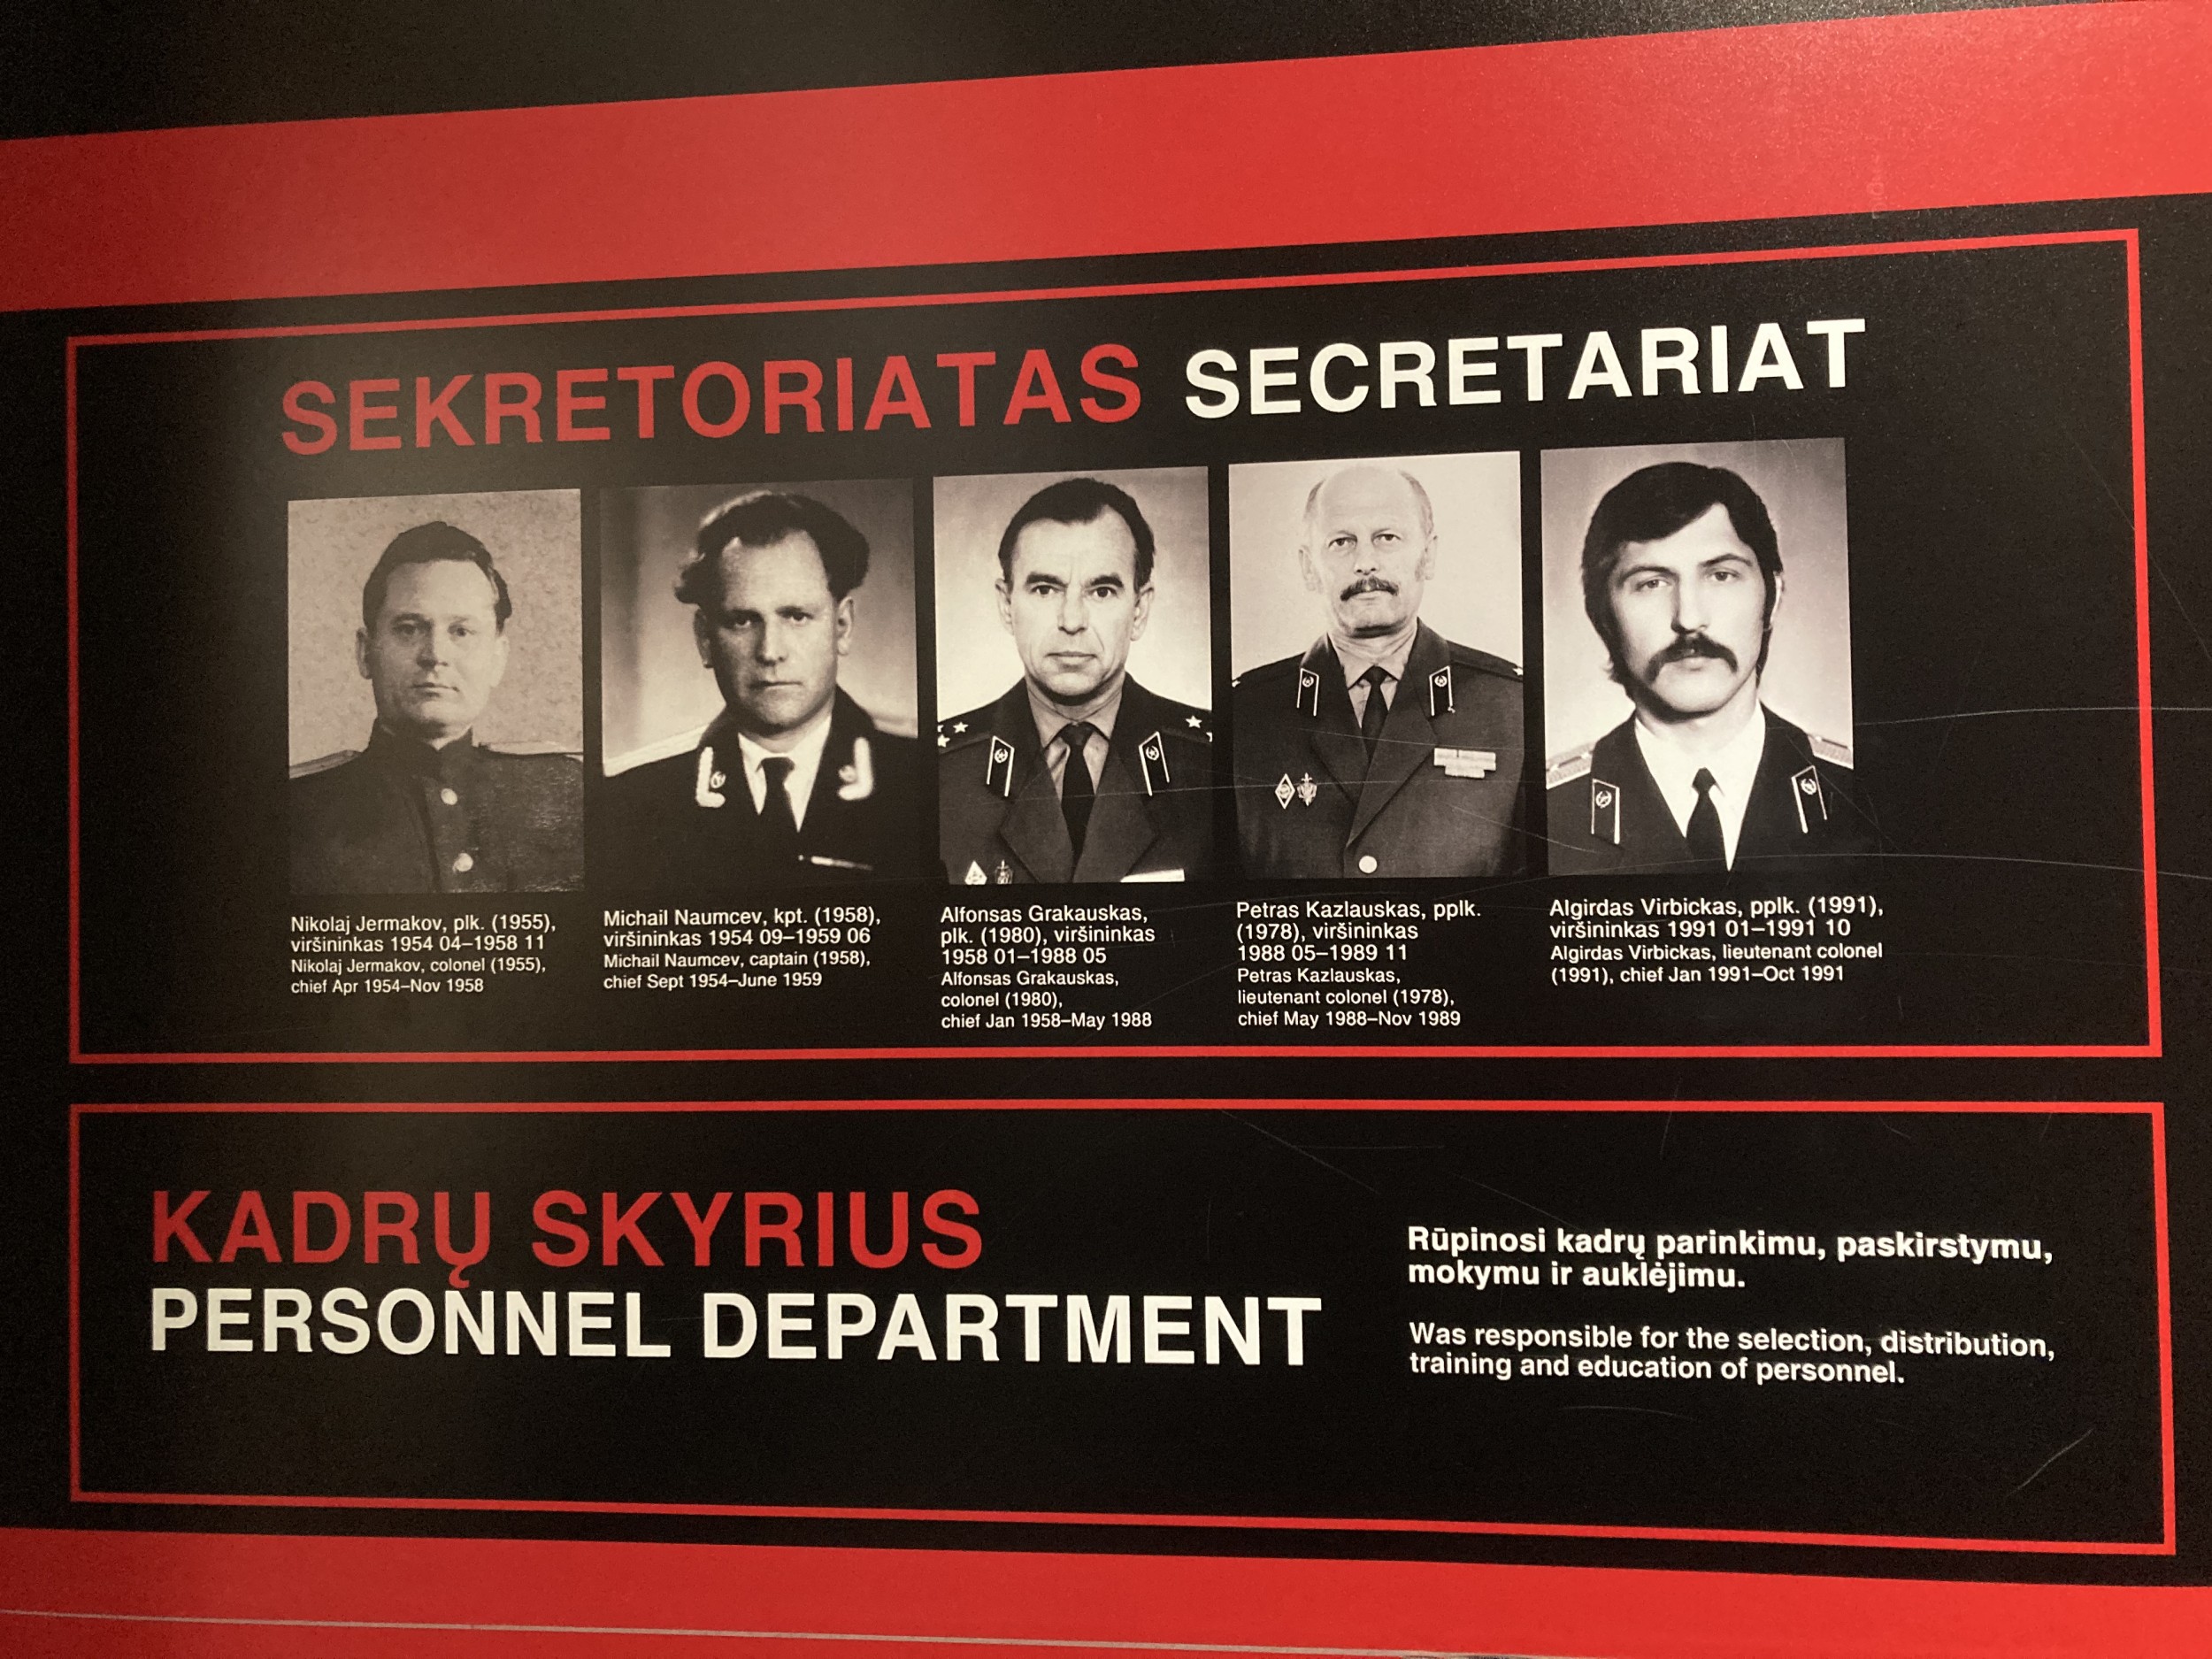 SEKRETORIATAS SECRETARIAT
Nikolaj Jermakov, plk. (1955),
viršininkas 1954 04–1958 11
Nikolaj Jermakov, colonel (1955),
chief Apr 1954–Nov 1958
Michail Naumcev, kpt. (1958),
viršininkas 1954 09–1959 06
Michail Naumcev, captain (1958),
chief Sept 1954–June 1959
Alfonsas Grakauskas,
plk. (1980), viršininkas
1958 01–1988 05
Alfonsas Grakauskas,
colonel (1980),
chief Jan 1958–May 1988
Petras Kazlauskas, pplk.
(1978), viršininkas
1988 05–1989 11
Petras Kazlauskas,
lieutenant colonel (1978),
chief May 1988–Nov 1989
Algirdas Virbickas, pplk. (1991),
viršininkas 1991 01–1991 10
Algirdas Virbickas, lieutenant colonel
(1991), chief Jan 1991–Oct 1991
KADRŲ SKYRIUS
PERSONNEL DEPARTMENT
Rūpinosi kadrų parinkimu, paskirstymu,
mokymu ir auklėjimu.
Was responsible for the selection, distribution,
training and education of personnel.